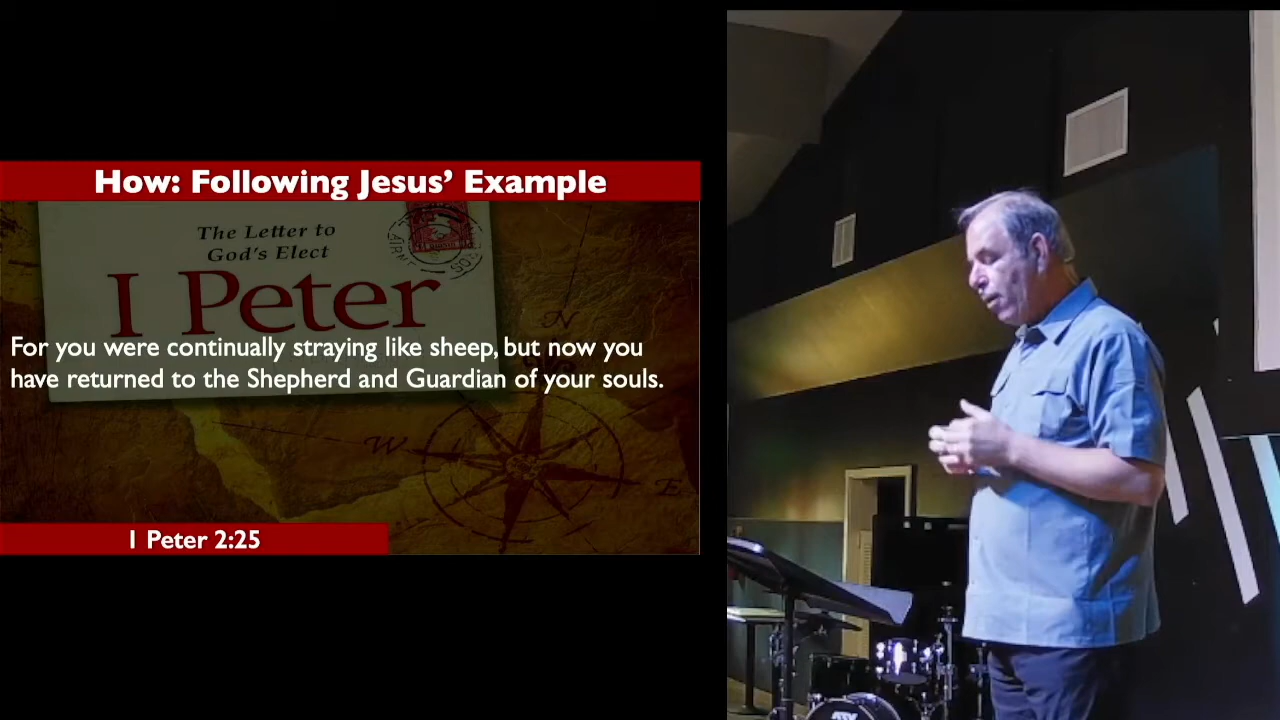 How: Following Jesus' Example
The Letter to
God's Elect
I Peter
For you were continually straying like sheep, but now you
have returned to the Shepherd and Guardian of your souls.
N
W
E
1 Peter 2:25